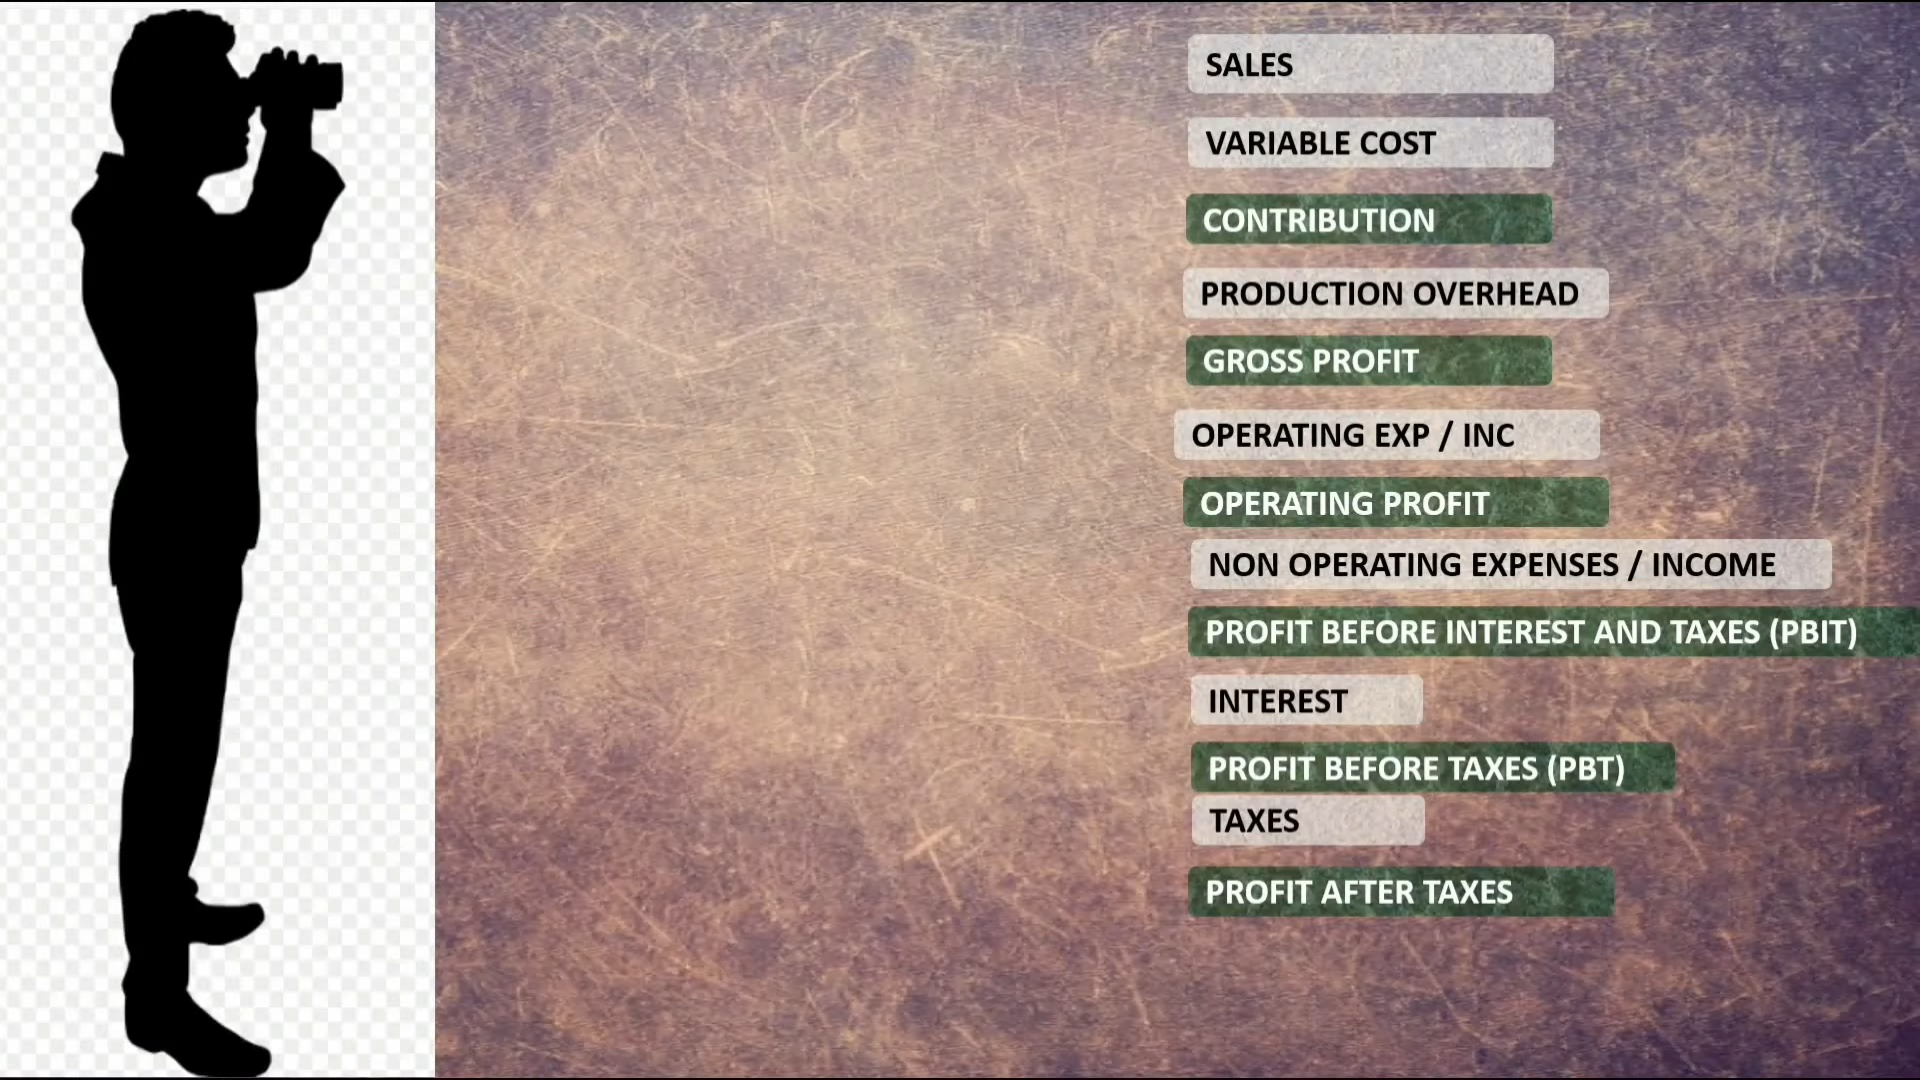 SALES
VARIABLE COST
CONTRIBUTION
PRODUCTION OVERHEAD
GROSS PROFIT
OPERATING EXP / INC
OPERATING PROFIT
NON OPERATING EXPENSES / INCOME
PROFIT BEFORE INTEREST AND TAXES (PBIT)
INTEREST
PROFIT BEFORE TAXES (PBT)
TAXES
PROFIT AFTER TAXES